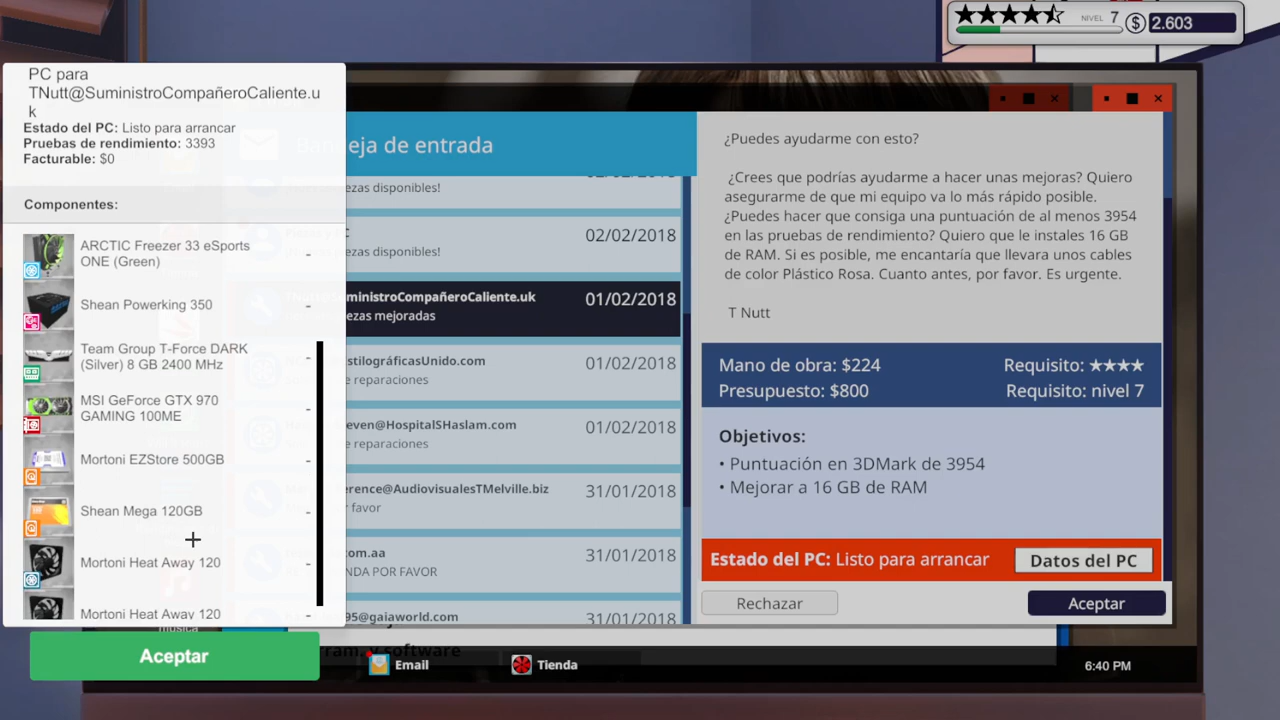 NIVEL 7
$ 2.603
PC para
TNutt@SuministroCompañeroCaliente.u
k
Estado del PC: Listo para arrancar
Pruebas de rendimiento: 3393
Facturable: $0
Componentes:
ARCTIC Freezer 33 eSports
ONE (Green)
-
Shean Powerking 350
-
Team Group T-Force DARK
(Silver) 8 GB 2400 MHz
-
MSI GeForce GTX 970
GAMING 100ME
-
Mortoni EZStore 500GB
-
Shean Mega 120GB
-
Mortoni Heat Away 120
-
Mortoni Heat Away 120
-
Aceptar
eja de entrada
ezas disponibles!
02/02/2018
ezas disponibles!
ministroCompañeroCaliente.uk
01/02/2018
ezas mejoradas
stilográficasUnido.com
01/02/2018
e reparaciones
even@HospitalSHaslam.com
01/02/2018
e reparaciones
erence@AudiovisualesTMelville.biz
31/01/2018
favor
om.aa
31/01/2018
NDA POR FAVOR
95@gaiaworld.com
31/01/2018
¿Puedes ayudarme con esto?
¿Crees que podrías ayudarme a hacer unas mejoras? Quiero
asegurarme de que mi equipo va lo más rápido posible.
¿Puedes hacer que consiga una puntuación de al menos 3954
en las pruebas de rendimiento? Quiero que le instales 16 GB
de RAM. Si es posible, me encantaría que llevara unos cables
de color Plástico Rosa. Cuanto antes, por favor. Es urgente.
T Nutt
Mano de obra: $224
Requisito: ★★★★
Presupuesto: $800
Requisito: nivel 7
Objetivos:
• Puntuación en 3DMark de 3954
• Mejorar a 16 GB de RAM
Estado del PC: Listo para arrancar
Datos del PC
Rechazar
Aceptar
ram. y software
Email
Tienda
6:40 PM